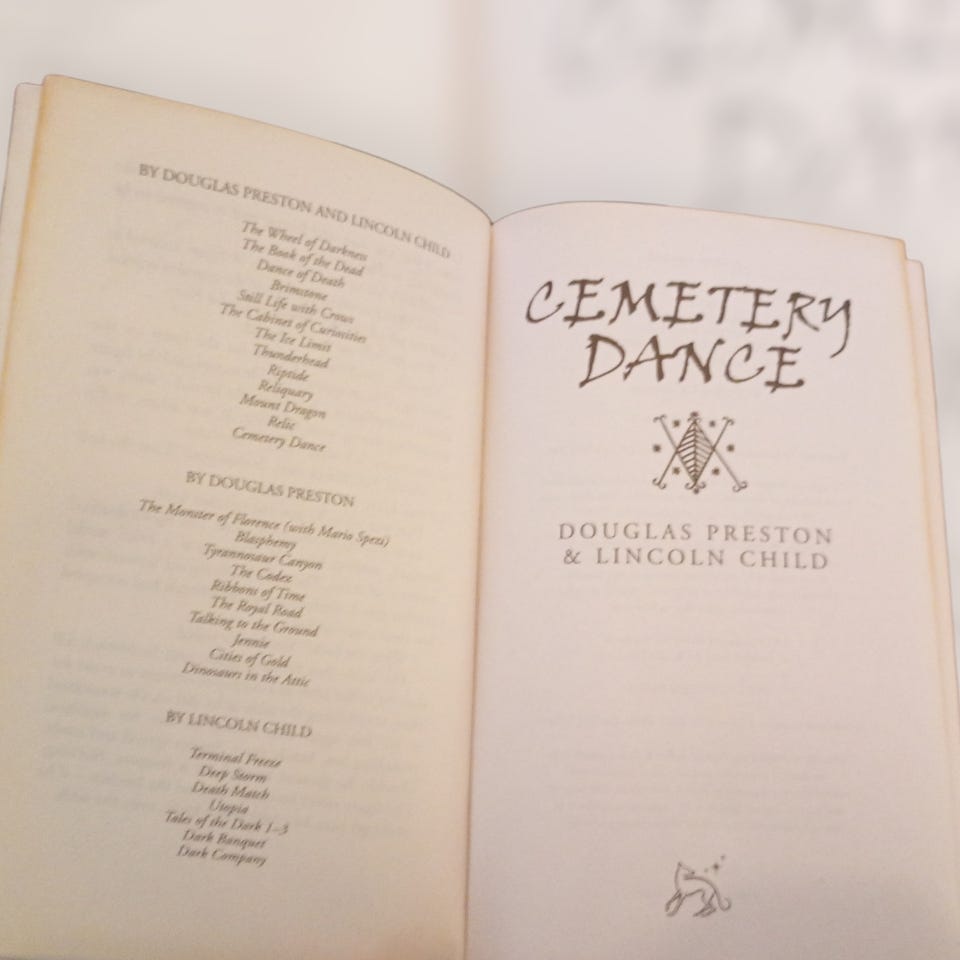 BY DOUGLAS PRESTON AND LINCOLN CHILD
The Wheel of Darkness
The Book of the Dead
Dance of Death
Brimstone
Still Life with Crows
The Cabinet of Curiosities
The Ice Limit
Thunderhead
Riptide
Reliquary
Mount Dragon
Relic
Cemetery Dance
BY DOUGLAS PRESTON
The Monster of Florence (with Mario Spezi)
Blasphemy
Tyrannosaur Canyon
The Codex
Ribbons of Time
The Royal Road
Talking to the Ground
Jennie
Cities of Gold
Dinosaurs in the Attic
BY LINCOLN CHILD
Terminal Freeze
Deep Storm
Death Match
Utopia
Tales of the Dark 1–3
Dark Banquet
Dark Company
CEMETERY
DANCE
DOUGLAS PRESTON
& LINCOLN CHILD